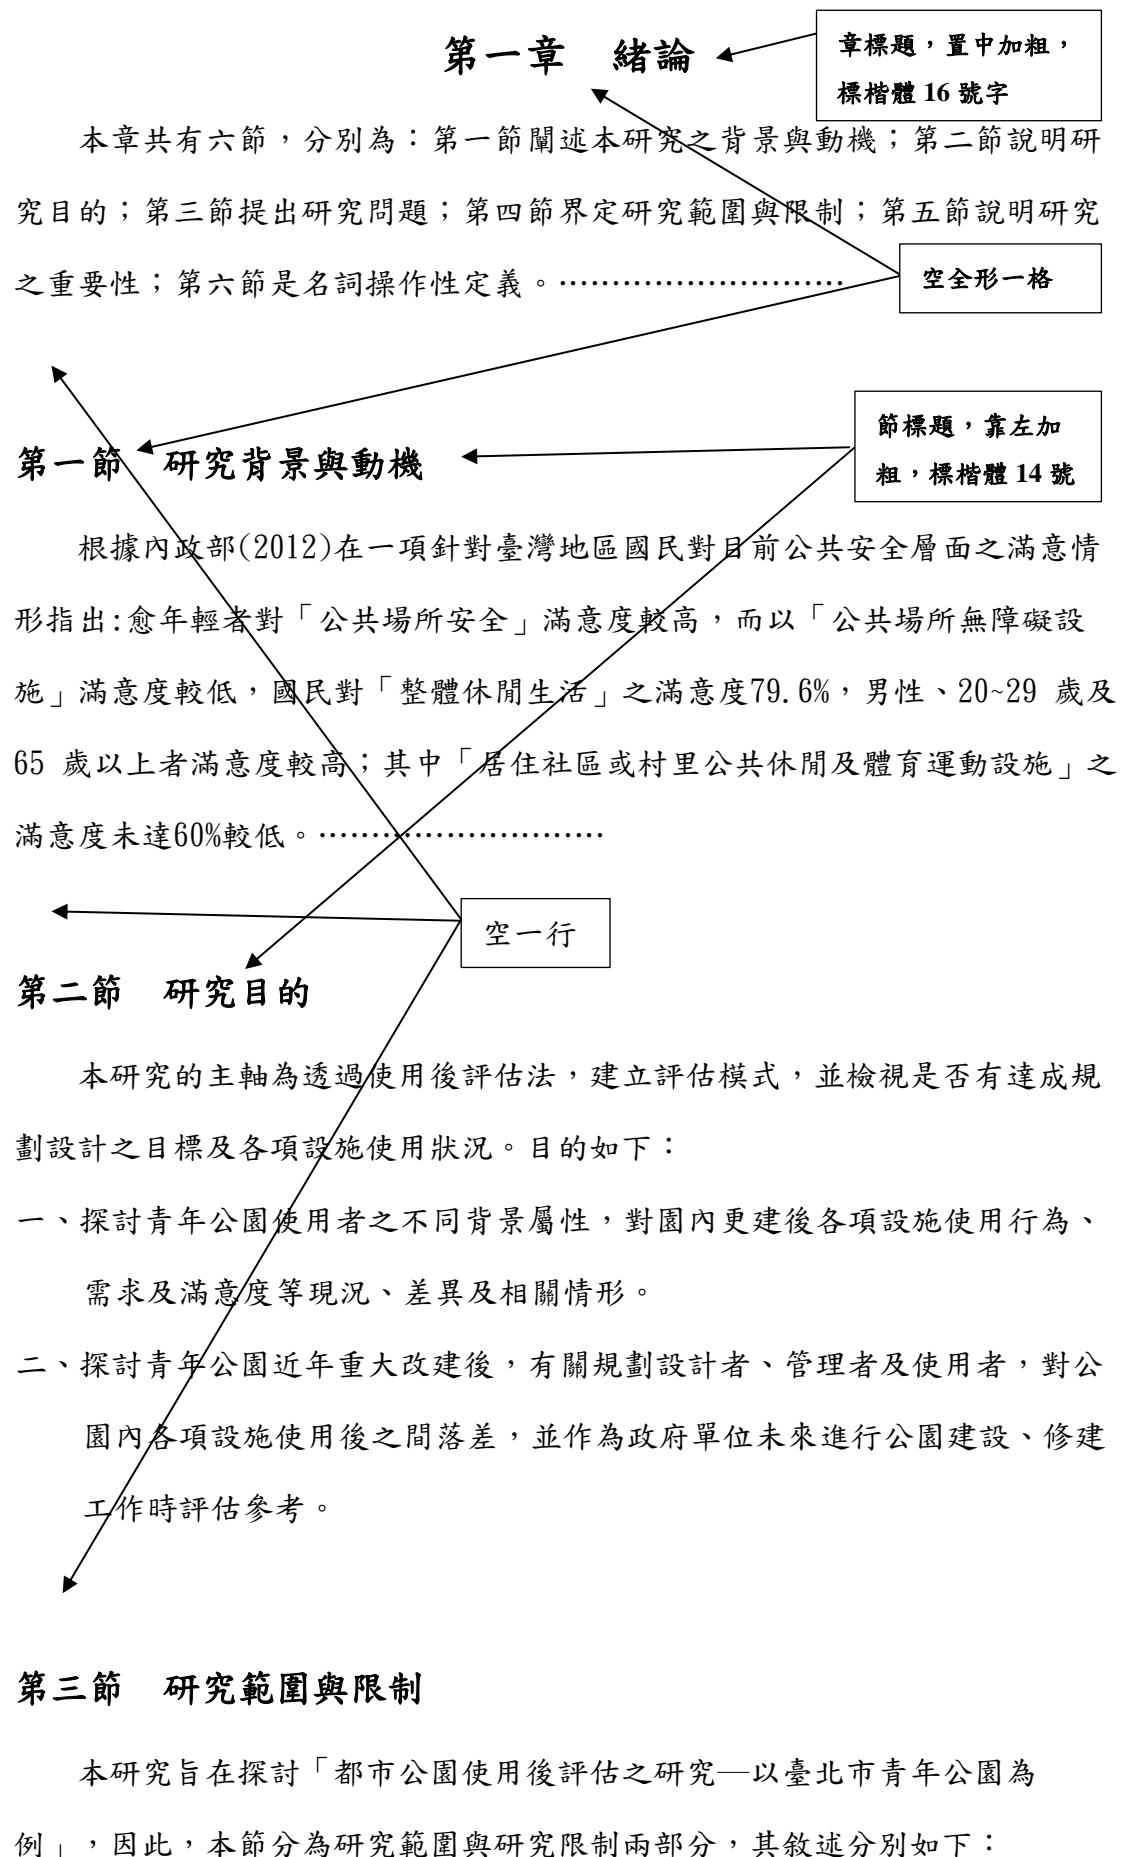 第一章　緒論
章標題，置中加粗，
標楷體 16 號字
本章共有六節，分別為：第一節闡述本研究之背景與動機；第二節說明研
究目的；第三節提出研究問題；第四節界定研究範圍與限制；第五節說明研究
之重要性；第六節是名詞操作性定義。………………………
空全形一格
節標題，靠左加
粗，標楷體 14 號
第一節　研究背景與動機
根據內政部(2012)在一項針對臺灣地區國民對目前公共安全層面之滿意情
形指出:愈年輕者對「公共場所安全」滿意度較高，而以「公共場所無障礙設
施」滿意度較低，國民對「整體休閒生活」之滿意度79.6%，男性、20~29 歲及
65 歲以上者滿意度較高；其中「居住社區或村里公共休閒及體育運動設施」之
滿意度未達60%較低。………………………
空一行
第二節　研究目的
本研究的主軸為透過使用後評估法，建立評估模式，並檢視是否有達成規
劃設計之目標及各項設施使用狀況。目的如下：
一、探討青年公園使用者之不同背景屬性，對園內更建後各項設施使用行為、
需求及滿意度等現況、差異及相關情形。
二、探討青年公園近年重大改建後，有關規劃設計者、管理者及使用者，對公
園內各項設施使用後之間落差，並作為政府單位未來進行公園建設、修建
工作時評估參考。
第三節　研究範圍與限制
本研究旨在探討「都市公園使用後評估之研究—以臺北市青年公園為
例」，因此，本節分為研究範圍與研究限制兩部分，其敘述分別如下：